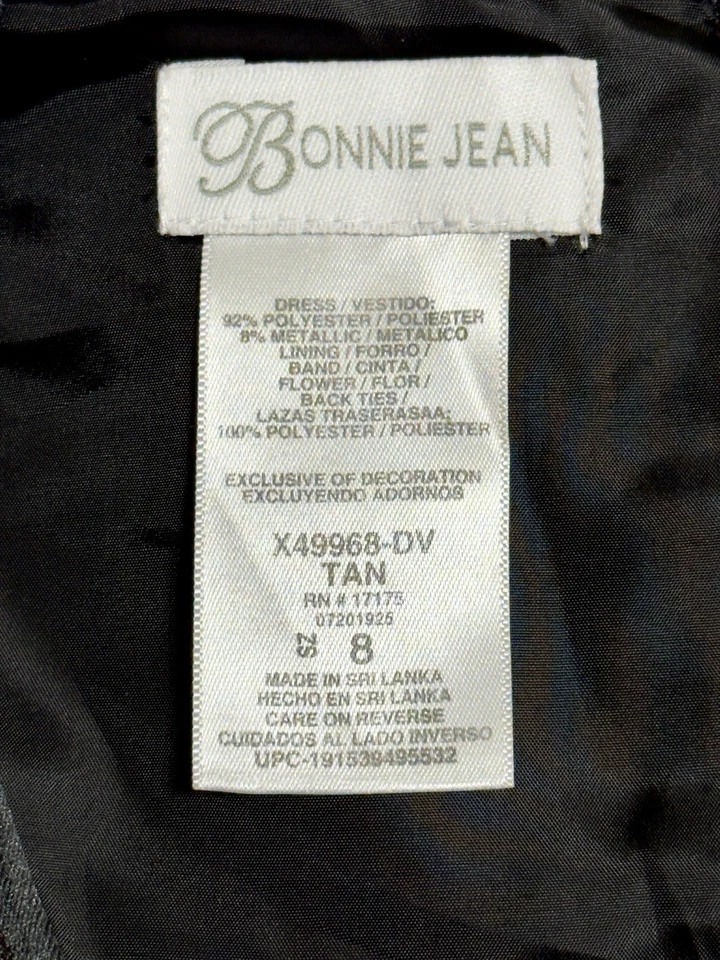 BONNIE JEAN
DRESS / VESTIDO:
92% POLYESTER / POLIESTER
8% METALLIC / METALICO
LINING / FORRO /
BAND / CINTA /
FLOWER / FLOR /
BACK TIES /
LAZAS TRASERASAA:
100% POLYESTER / POLIESTER
EXCLUSIVE OF DECORATION
EXCLUYENDO ADORNOS
X49968-DV
TAN
RN # 17175
07201925
ZS 8
MADE IN SRI LANKA
HECHO EN SRI LANKA
CARE ON REVERSE
CUIDADOS AL LADO INVERSO
UPC-191539495532